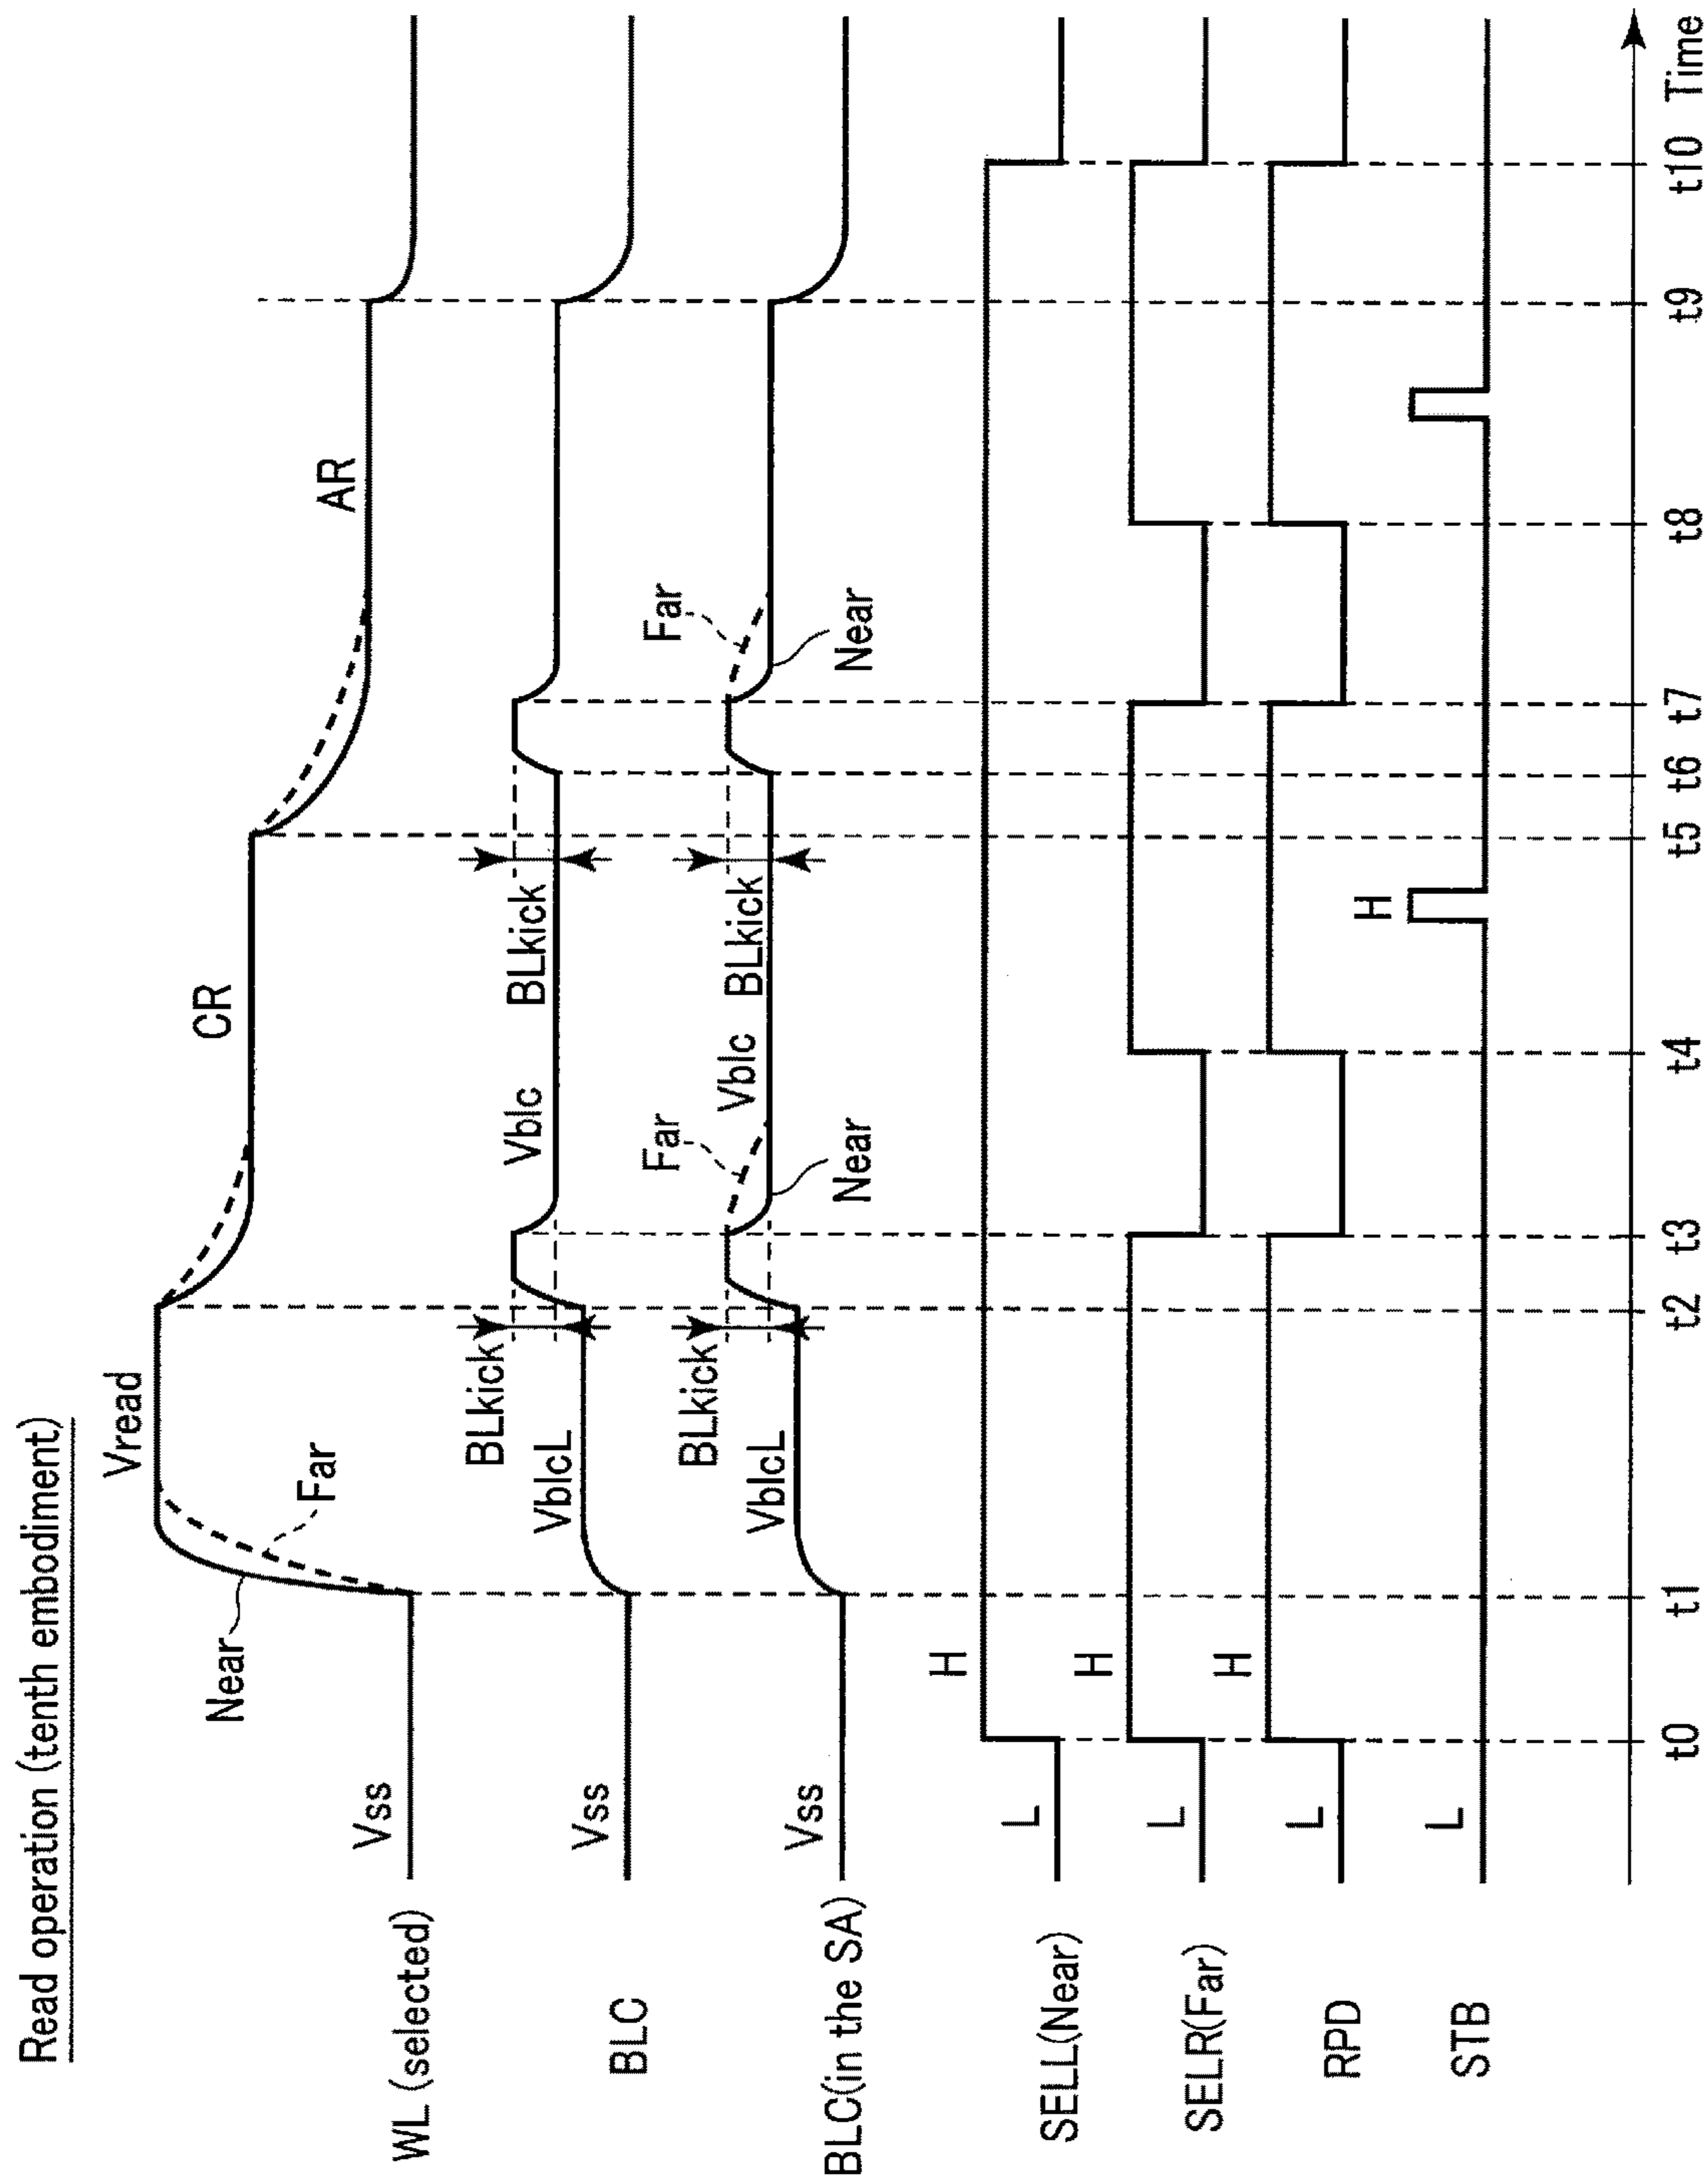 Read operation (tenth embodiment)
Near
Far
Vread
CR
AR
WL (selected)
Vss
BLC
Vss
VblcL
BLkick
Vblc
BLkick
BLC(in the SA)
Vss
VblcL
BLkick
Far
Near
Vblc
BLkick
Far
Near
SELL(Near)
L
H
SELR(Far)
L
H
RPD
L
H
STB
L
H
t0 t1 t2 t3 t4 t5 t6 t7 t8 t9 t10 Time